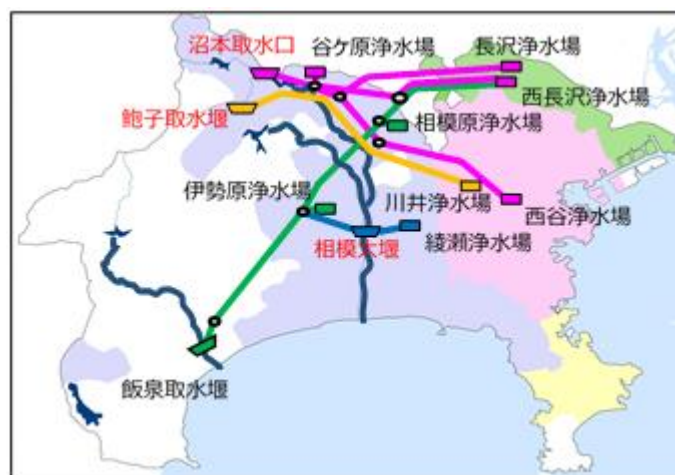 沼本取水口
谷ケ原浄水場
長沢浄水場
西長沢浄水場
鮑子取水堰
相模原浄水場
伊勢原浄水場
川井浄水場
西谷浄水場
相模大堰
綾瀬浄水場
飯泉取水堰